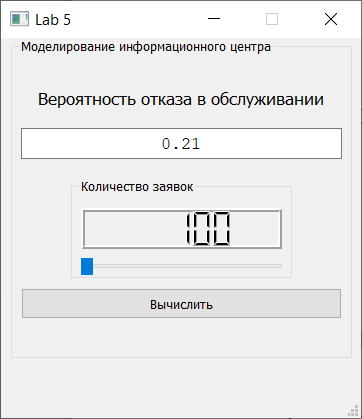 Lab 5
Моделирование информационного центра
Вероятность отказа в обслуживании
0.21
Количество заявок
100
Вычислить